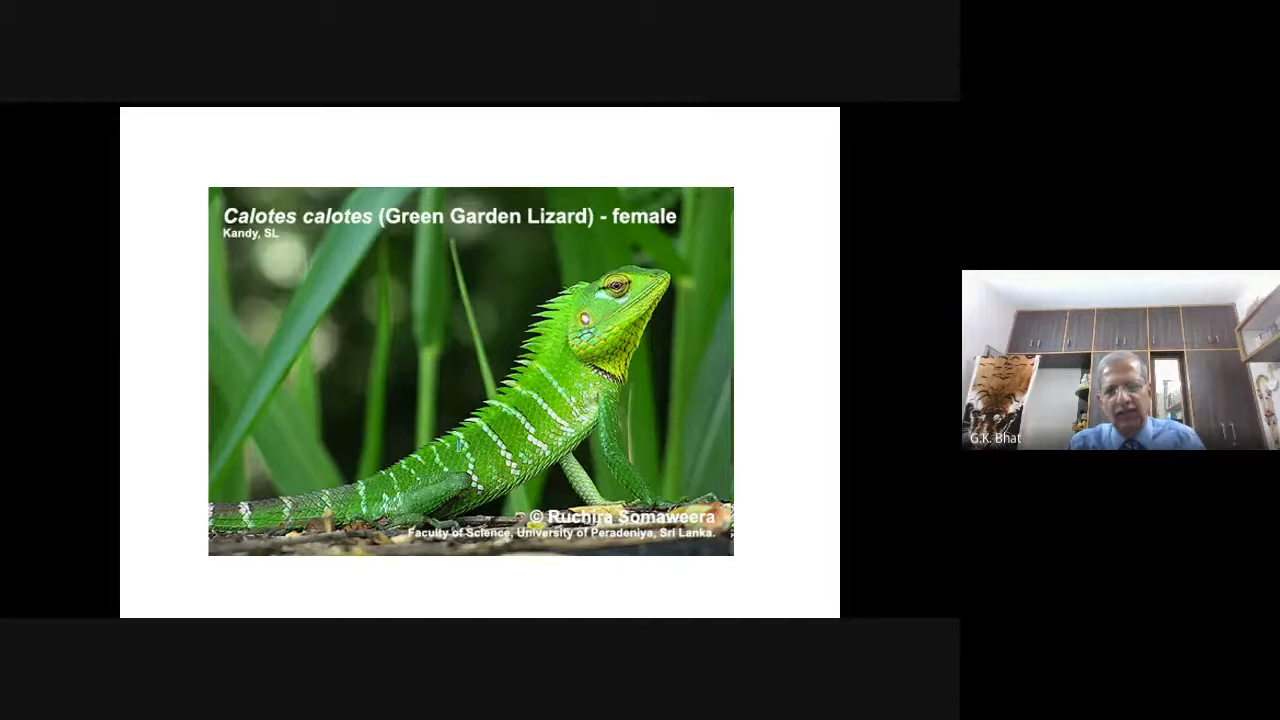 Calotes calotes (Green Garden Lizard) - female
Kandy, SL
© Ruchira Somaweera
Faculty of Science, University of Peradeniya, Sri Lanka.
G.K. Bhat